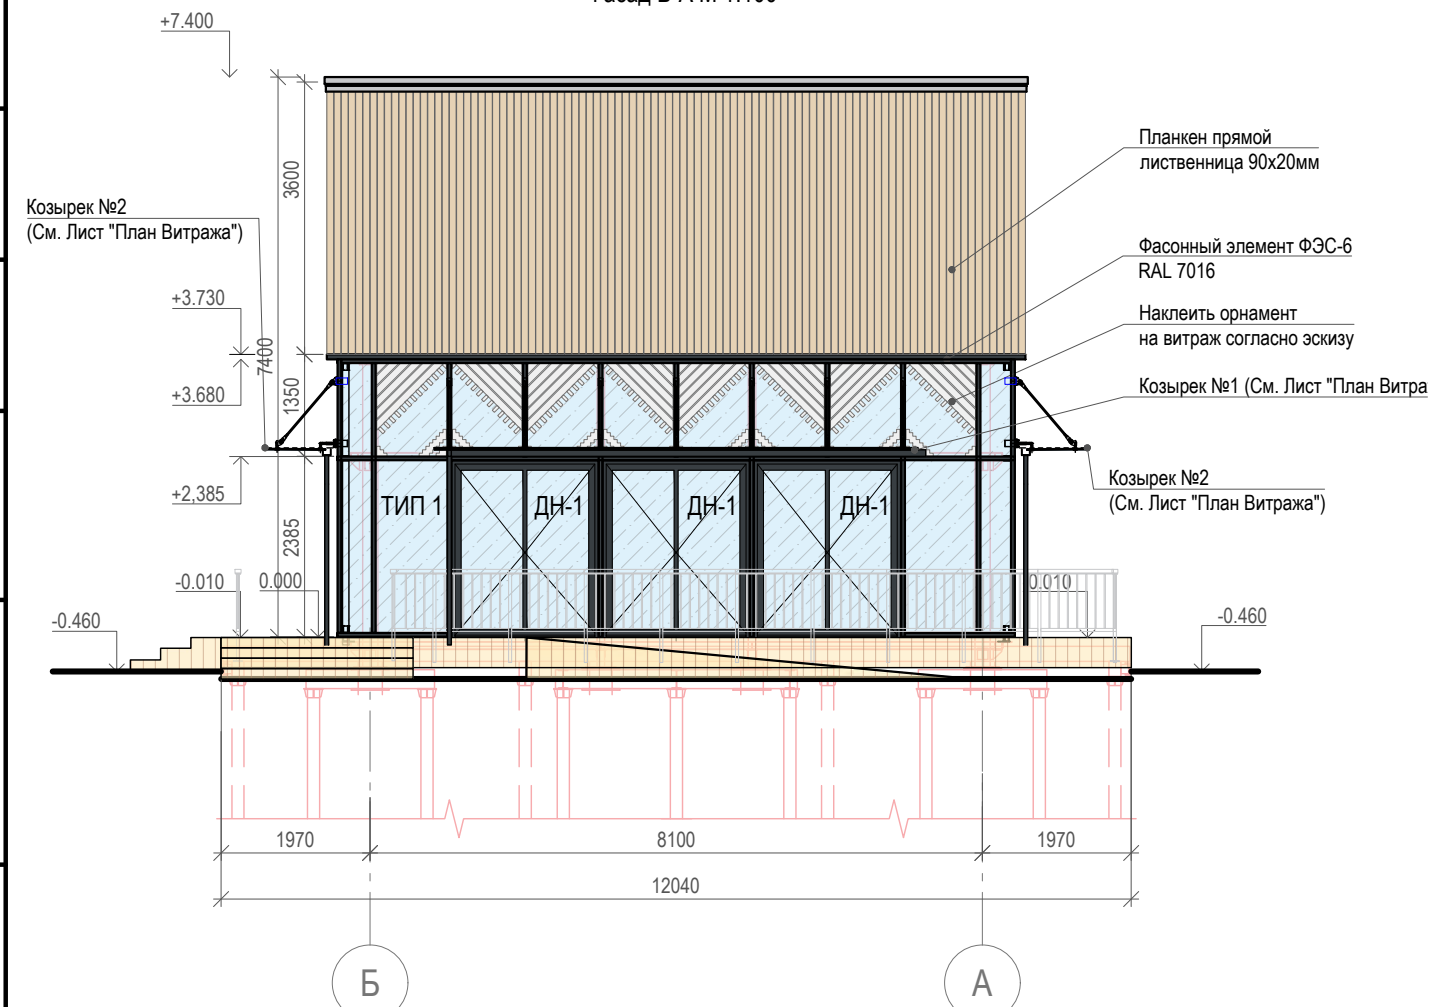 +7.400
Планкен прямой
лиственница 90х20мм
3600
Козырек №2
(См. Лист "План Витража")
Фасонный элемент ФЭС-6
RAL 7016
+3.730
Наклеить орнамент
на витраж согласно эскизу
7400
+3.680
1350
Козырек №1 (См. Лист "План Витра
Козырек №2
(См. Лист "План Витража")
+2,385
ТИП 1
ДН-1
ДН-1
ДН-1
2385
-0.010
0.000
0.010
-0.460
-0.460
1970
8100
1970
12040
Б
А